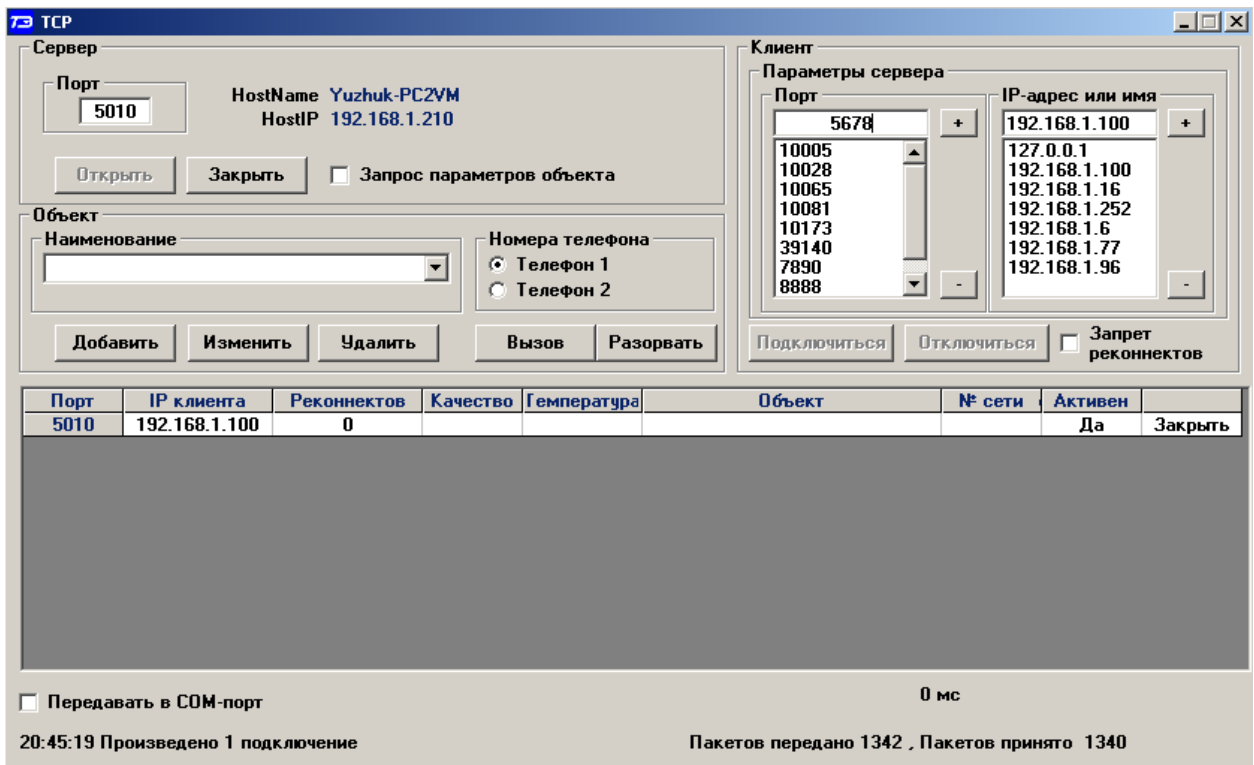 ТЭ TCP
Сервер
Порт
5010
HostName Yuzhuk-PC2VM
HostIP 192.168.1.210
Открыть
Закрыть
Запрос параметров объекта
Объект
Наименование
Номера телефона
Телефон 1
Телефон 2
Добавить
Изменить
Удалить
Вызов
Разорвать
Клиент
Параметры сервера
Порт
5678
+
10005
10028
10065
10081
10173
39140
7890
8888
-
IP-адрес или имя
192.168.1.100
+
127.0.0.1
192.168.1.100
192.168.1.16
192.168.1.252
192.168.1.6
192.168.1.77
192.168.1.96
-
Подключиться
Отключиться
Запрет
реконнектов
Порт IP клиента Реконнектов Качество Температура Объект № сети Активен
5010 192.168.1.100 0 Да Закрыть
Передавать в COM-порт
0 мс
20:45:19 Произведено 1 подключение
Пакетов передано 1342 , Пакетов принято 1340